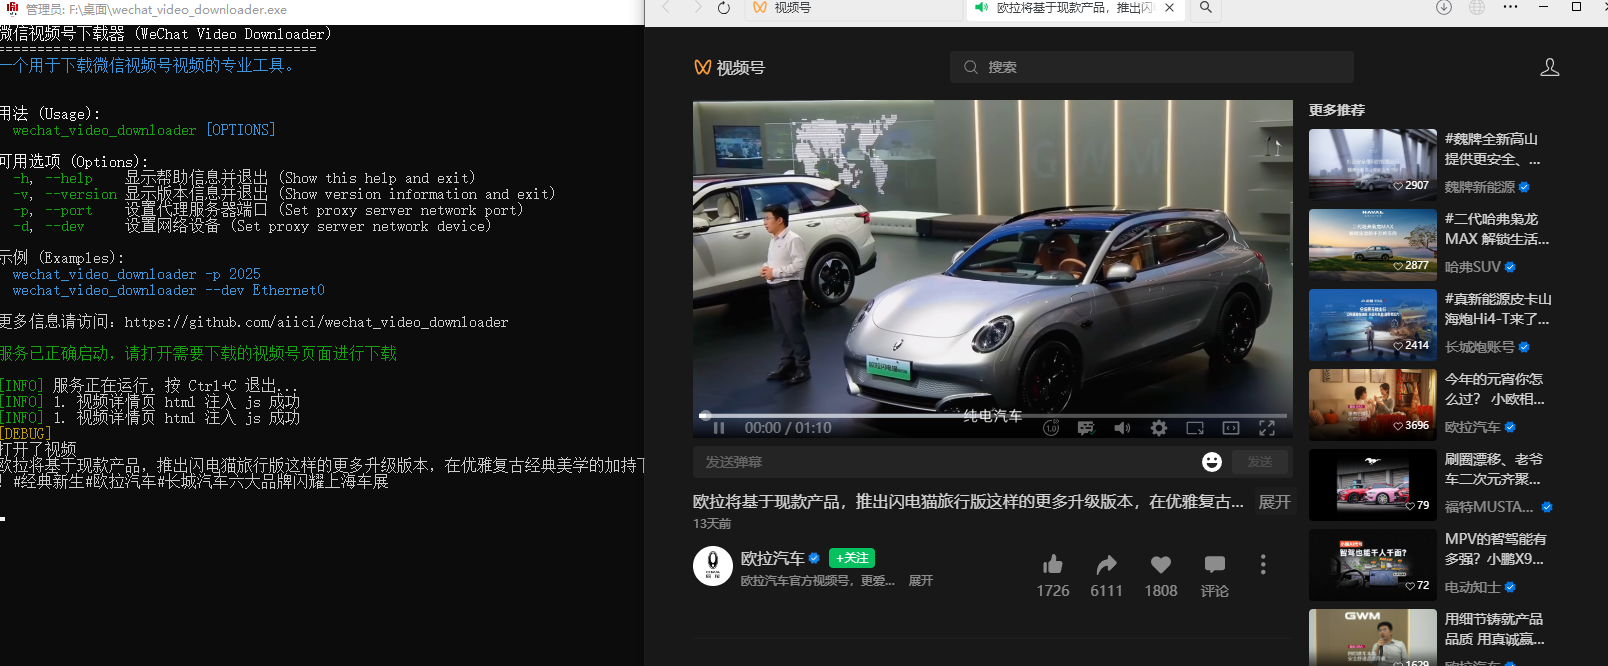 管理员: F:\桌面\wechat_video_downloader.exe
微信视频号下载器 (WeChat Video Downloader)
========================================
一个用于下载微信视频号视频的专业工具。
用法 (Usage):
wechat_video_downloader [OPTIONS]
可用选项 (Options):
-h, --help 显示帮助信息并退出 (Show this help and exit)
-v, --version 显示版本信息并退出 (Show version information and exit)
-p, --port 设置代理服务器端口 (Set proxy server network port)
-d, --dev 设置网络设备 (Set proxy server network device)
示例 (Examples):
wechat_video_downloader -p 2025
wechat_video_downloader --dev Ethernet0
更多信息请访问：https://github.com/aiici/wechat_video_downloader
服务已正确启动，请打开需要下载的视频号页面进行下载
[INFO] 服务正在运行，按 Ctrl+C 退出...
[INFO] 1. 视频详情页 html 注入 js 成功
[INFO] 1. 视频详情页 html 注入 js 成功
[DEBUG]
打开了视频
欧拉将基于现款产品，推出闪电猫旅行版这样的更多升级版本，在优雅复古经典美学的加持下
！#经典新生#欧拉汽车#长城汽车六大品牌闪耀上海车展
视频号
欧拉将基于现款产品，推出闪
视频号
搜索
纯电汽车
00:00 / 01:10
1.0
发送弹幕
发送
欧拉将基于现款产品，推出闪电猫旅行版这样的更多升级版本，在优雅复古... 展开
13天前
欧拉汽车 +关注
欧拉汽车官方视频号，更爱... 展开
1726
6111
1808
评论
更多推荐
#魏牌全新高山
提供更安全、...
魏牌新能源
2907
#二代哈弗枭龙
MAX 解锁生活...
哈弗SUV
2877
#真新能源皮卡山
海炮Hi4-T来了...
长城炮账号
2414
今年的元宵你怎
么过？ 小欧相...
欧拉汽车
3696
刷圈漂移、老爷
车二次元齐聚...
福特MUSTA...
79
智驾也能千人千面?
MPV的智驾能有
多强？小鹏X9...
电动知士
72
GWM
用细节铸就产品
品质 用真诚赢...
欧拉汽车
1629